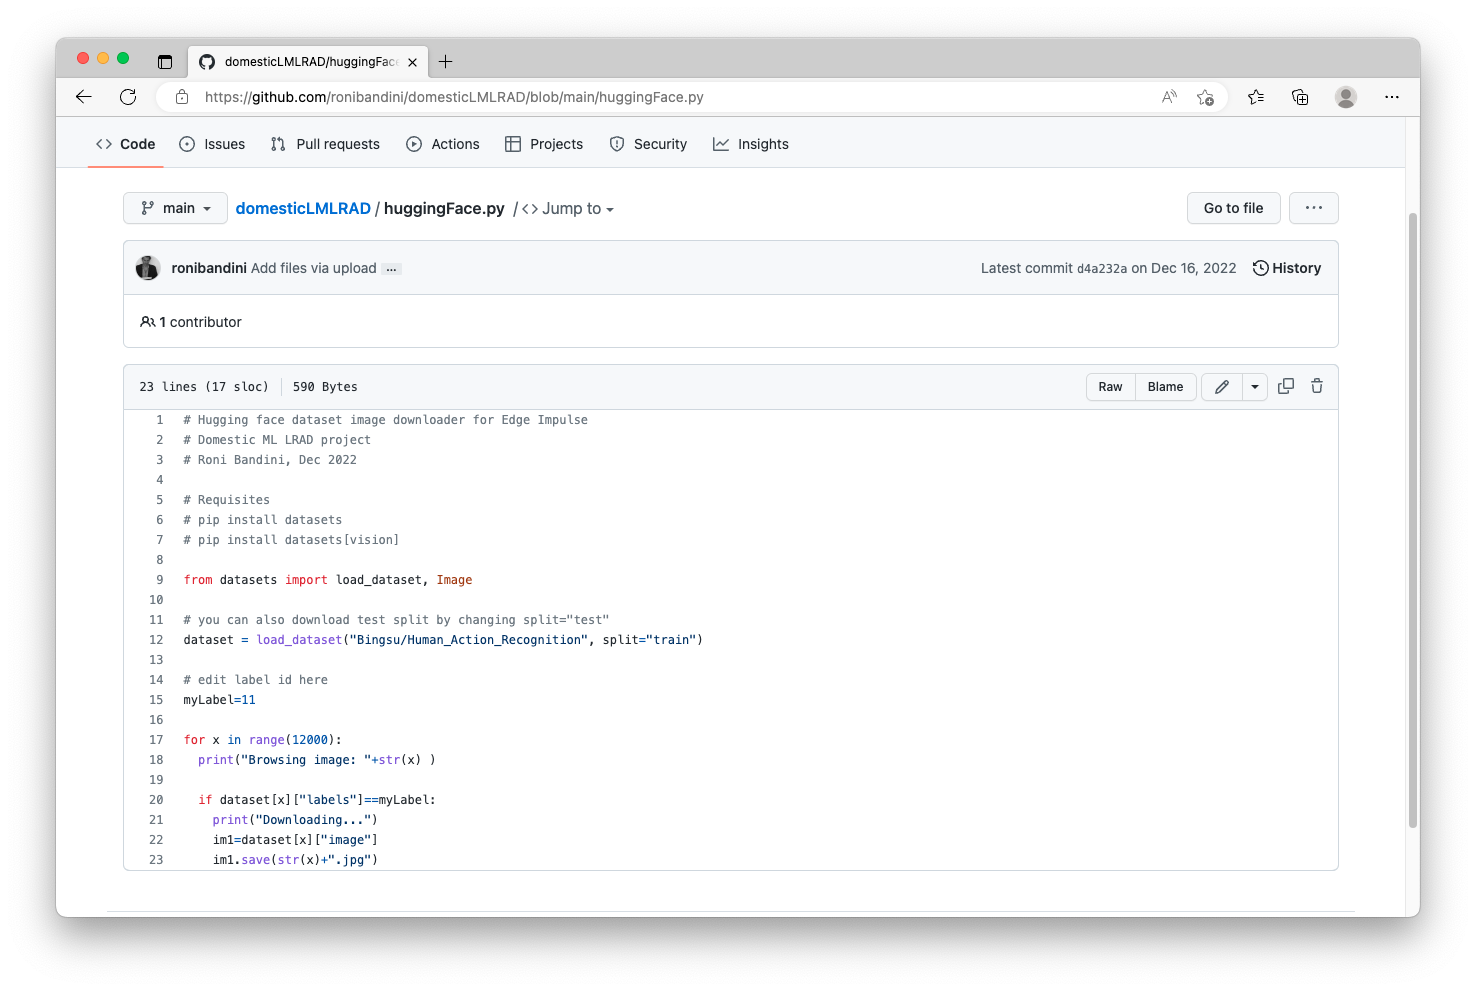 domesticLMLRAD/huggingFac
https://github.com/ronibandini/domesticLMLRAD/blob/main/huggingFace.py
Code Issues Pull requests Actions Projects Security Insights
main domesticLMLRAD / huggingFace.py / <> Jump to Go to file ...
ronibandini Add files via upload ... Latest commit d4a232a on Dec 16, 2022 History
1 contributor
23 lines (17 sloc) 590 Bytes Raw Blame
1 # Hugging face dataset image downloader for Edge Impulse
2 # Domestic ML LRAD project
3 # Roni Bandini, Dec 2022
4
5 # Requisites
6 # pip install datasets
7 # pip install datasets[vision]
8
9 from datasets import load_dataset, Image
10
11 # you can also download test split by changing split="test"
12 dataset = load_dataset("Bingsu/Human_Action_Recognition", split="train")
13
14 # edit label id here
15 myLabel=11
16
17 for x in range(12000):
18   print("Browsing image: "+str(x) )
19
20   if dataset[x]["labels"]==myLabel:
21     print("Downloading...")
22     im1=dataset[x]["image"]
23     im1.save(str(x)+".jpg")